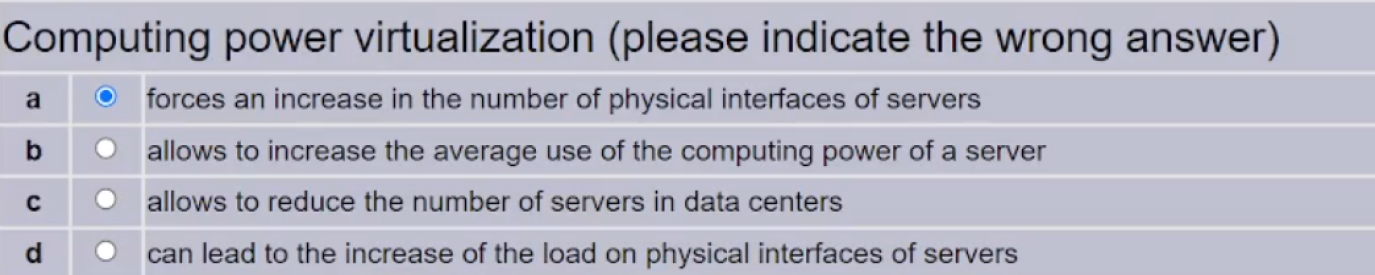 Computing power virtualization (please indicate the wrong answer)
a forces an increase in the number of physical interfaces of servers
b allows to increase the average use of the computing power of a server
c allows to reduce the number of servers in data centers
d can lead to the increase of the load on physical interfaces of servers